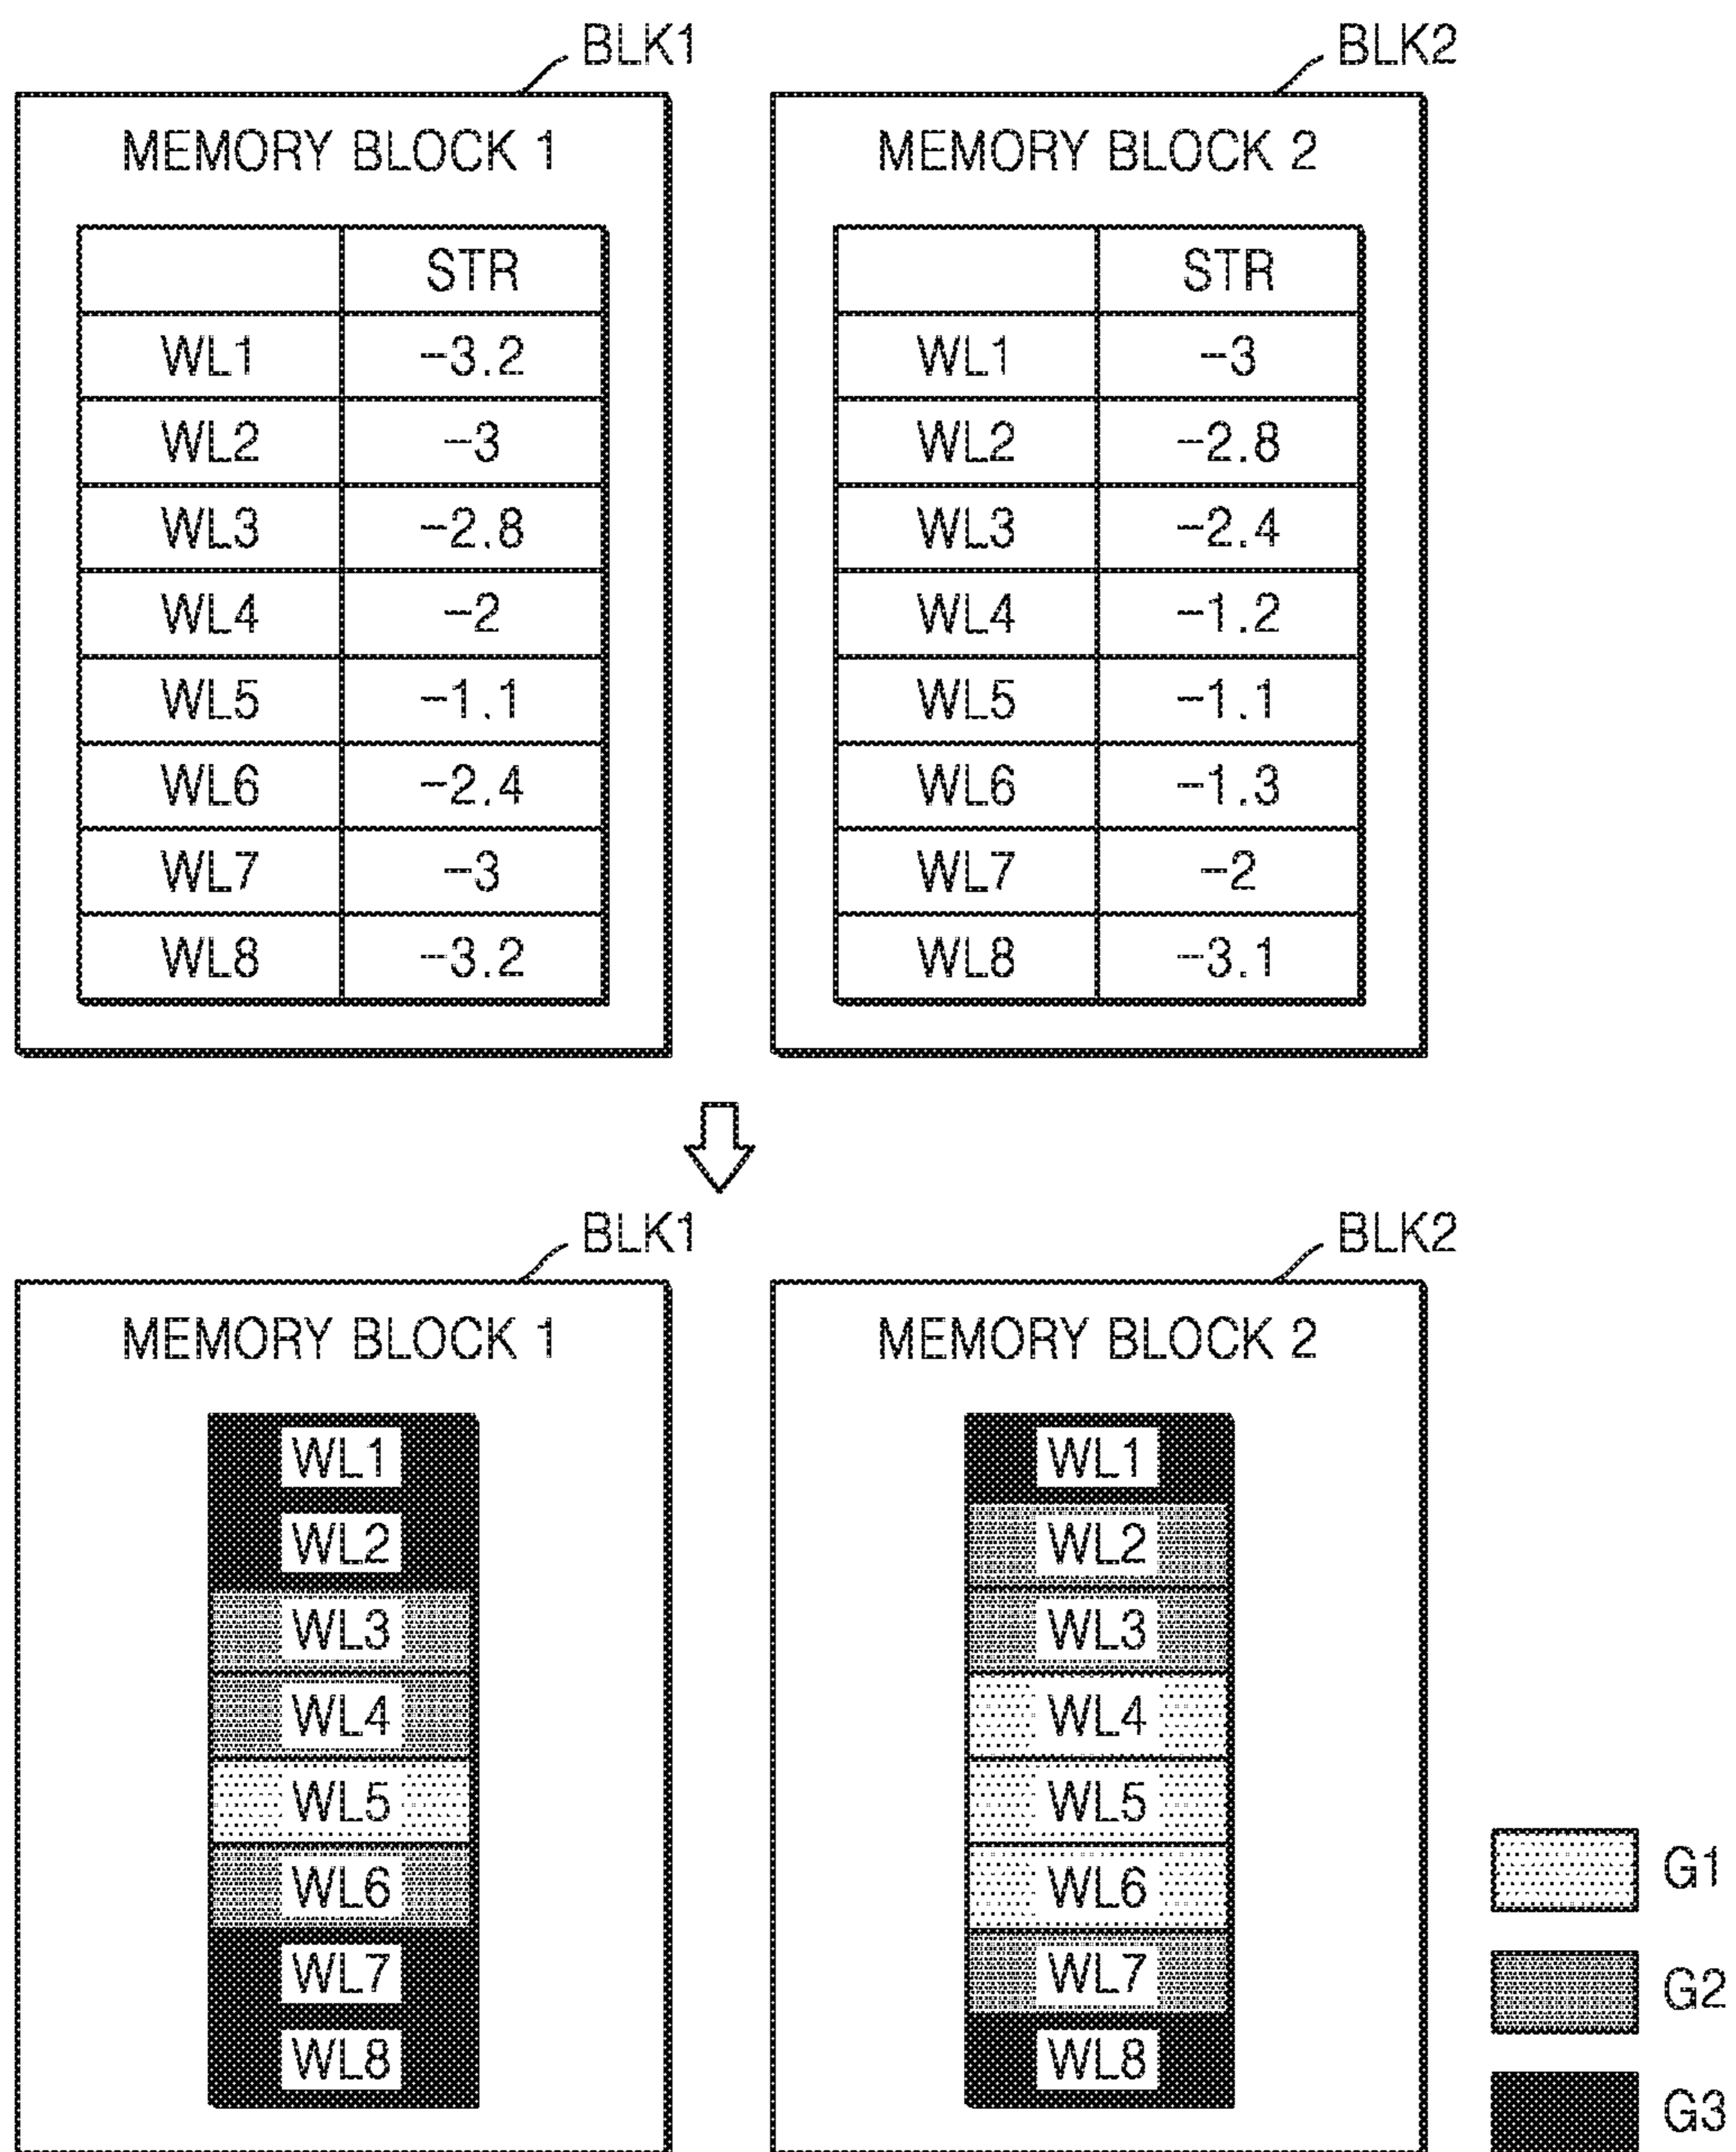 BLK1
BLK2
MEMORY BLOCK 1
MEMORY BLOCK 2
STR
WL1 -3.2
WL2 -3
WL3 -2.8
WL4 -2
WL5 -1.1
WL6 -2.4
WL7 -3
WL8 -3.2
STR
WL1 -3
WL2 -2.8
WL3 -2.4
WL4 -1.2
WL5 -1.1
WL6 -1.3
WL7 -2
WL8 -3.1
BLK1
BLK2
MEMORY BLOCK 1
MEMORY BLOCK 2
WL1
WL2
WL3
WL4
WL5
WL6
WL7
WL8
WL1
WL2
WL3
WL4
WL5
WL6
WL7
WL8
G1
G2
G3